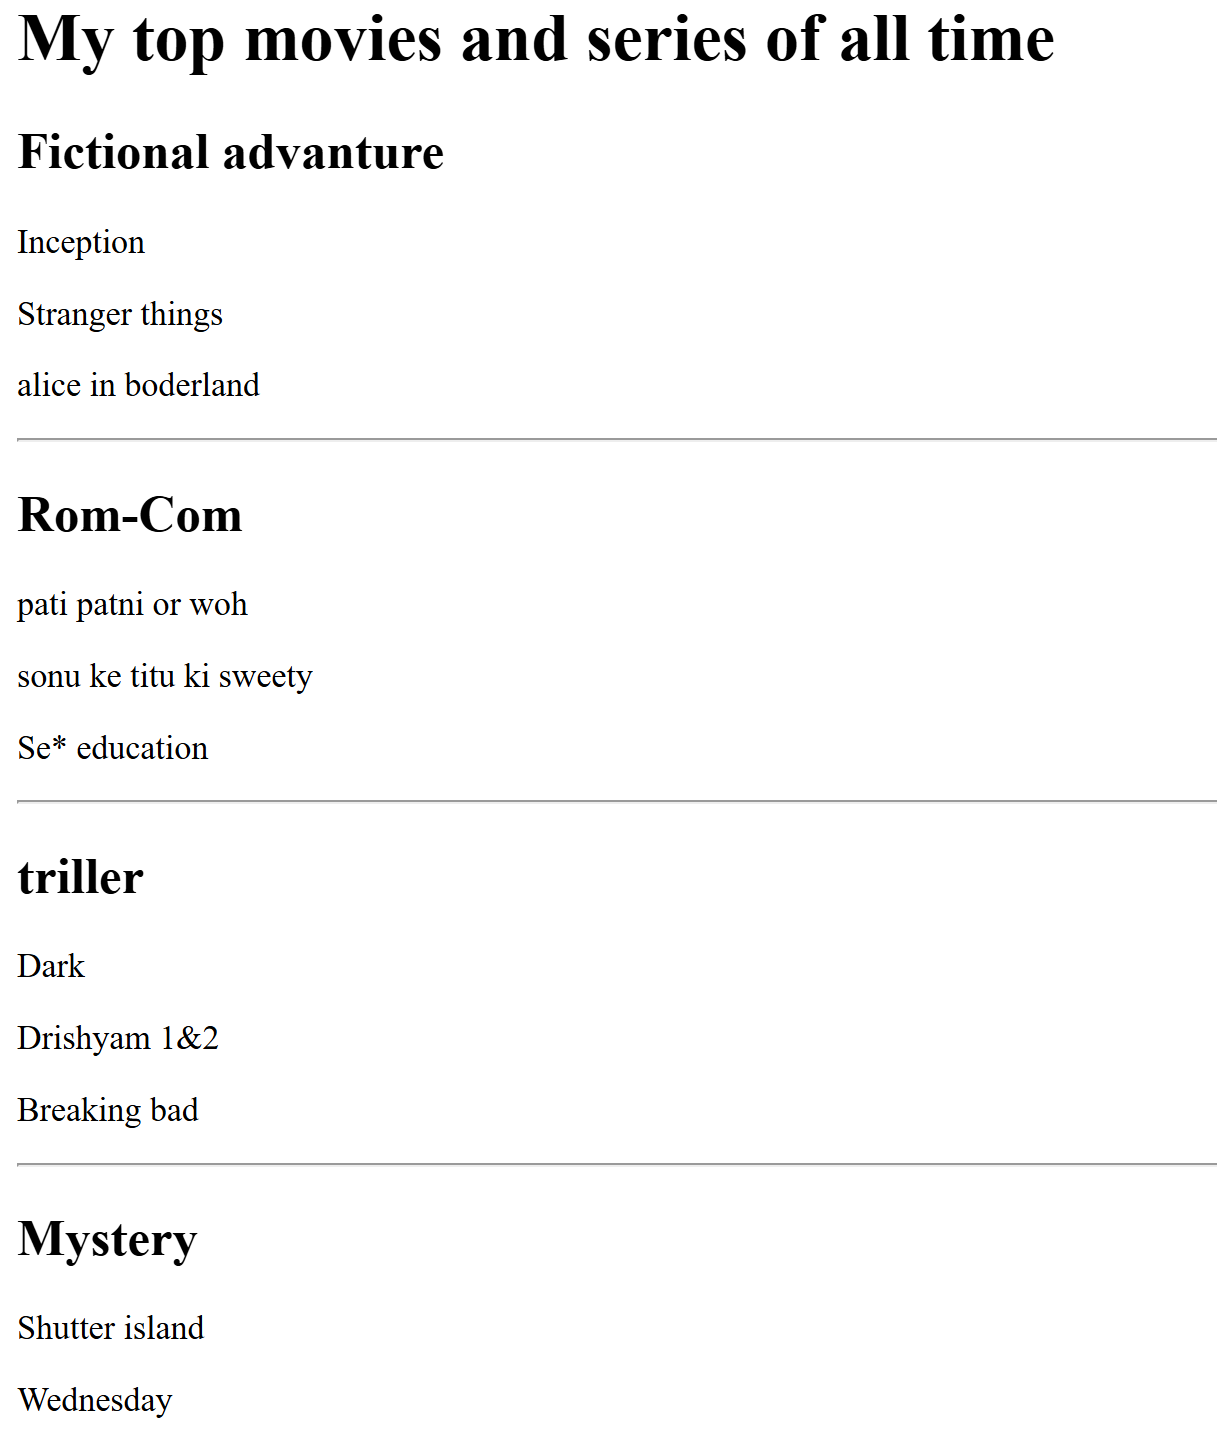 My top movies and series of all time
Fictional advanture
Inception
Stranger things
alice in boderland
Rom-Com
pati patni or woh
sonu ke titu ki sweety
Se* education
triller
Dark
Drishyam 1&2
Breaking bad
Mystery
Shutter island
Wednesday